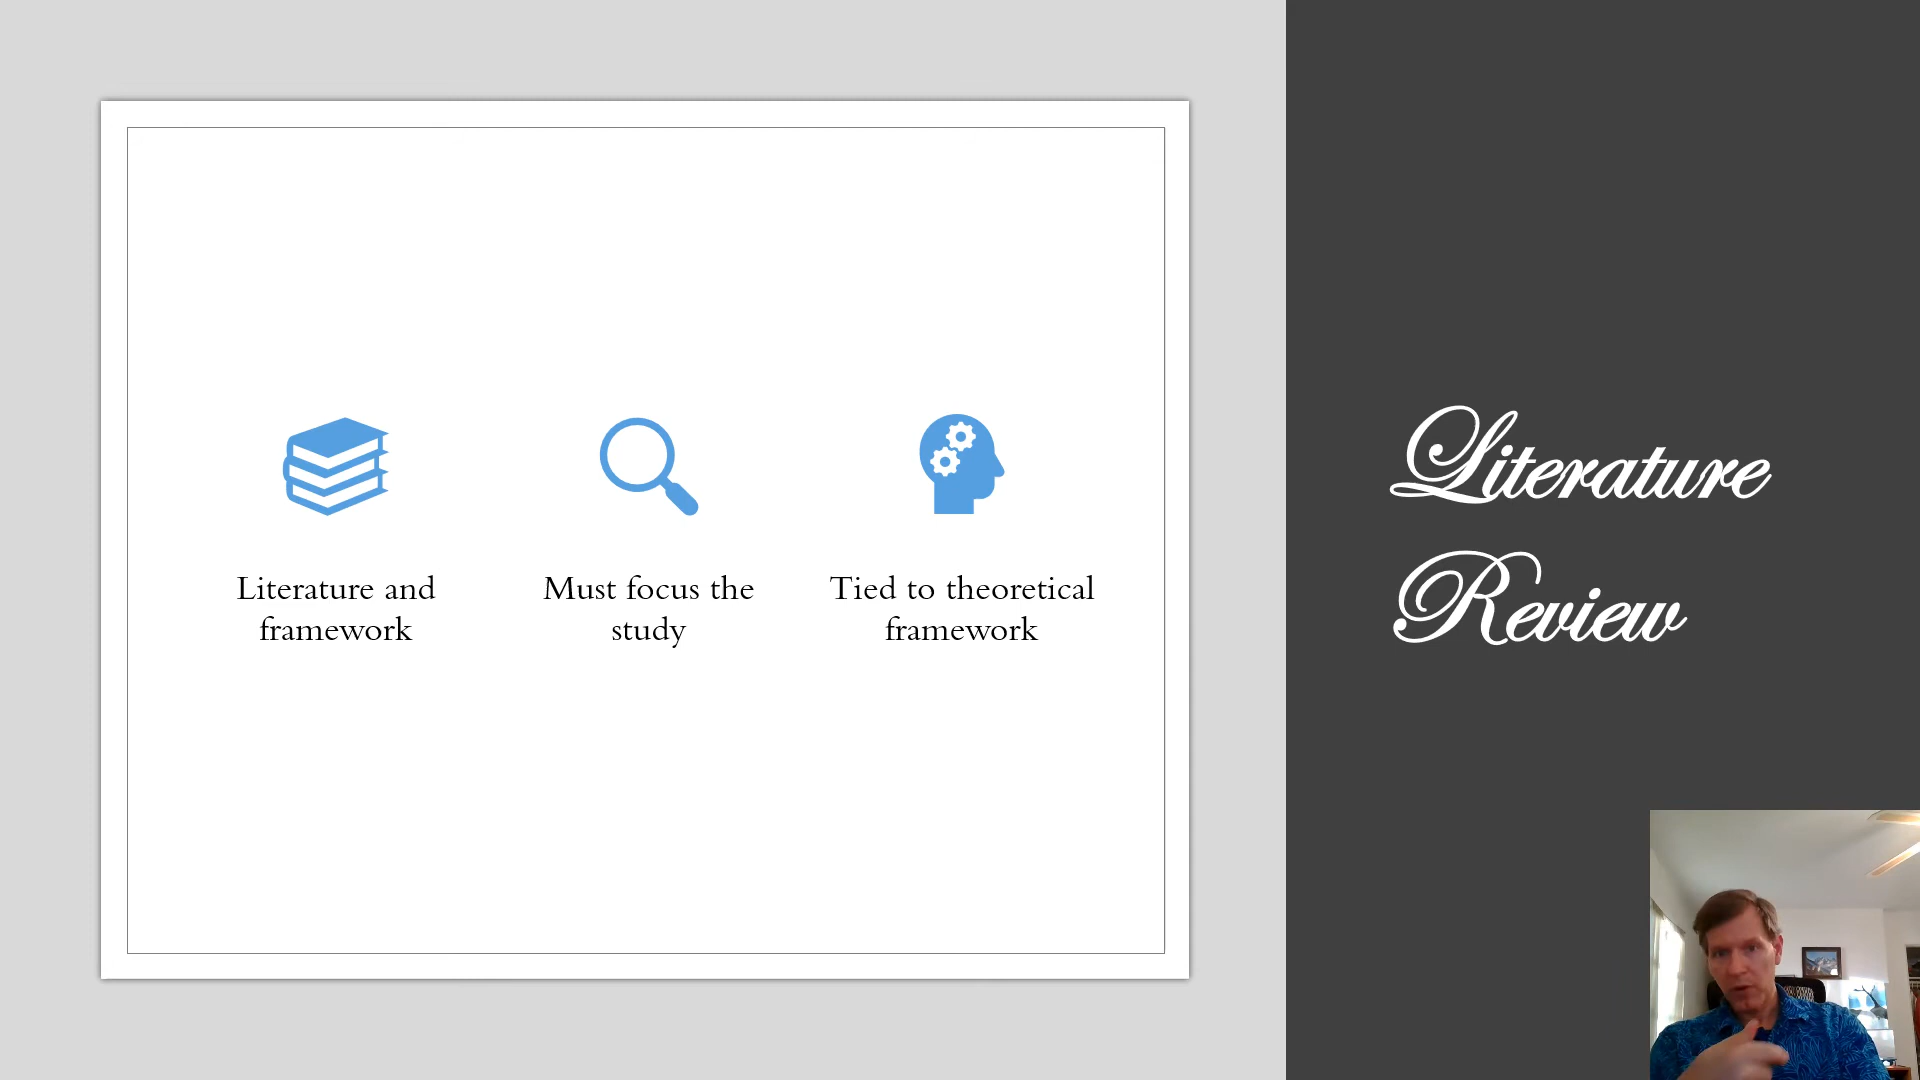 Literature and
framework
Must focus the
study
Tied to theoretical
framework
Literature
Review